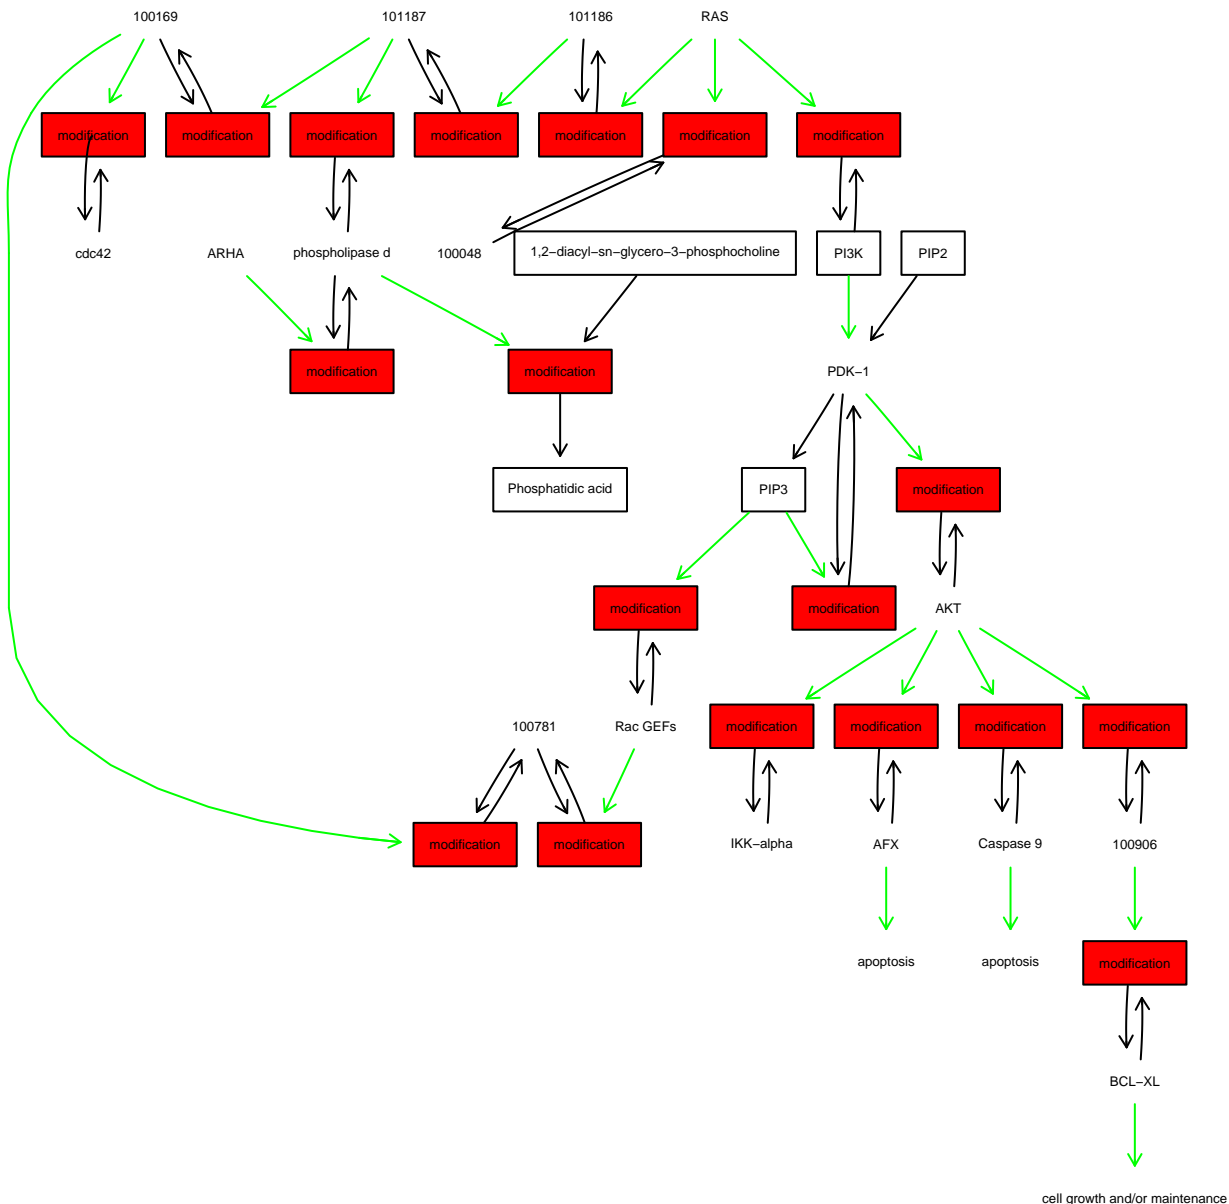 100169
101187
101186
RAS
modification
modification
modification
modification
modification
modification
modification
cdc42
ARHA
phospholipase d
100048
1,2−diacyl−sn−glycero−3−phosphocholine
PI3K
PIP2
modification
modification
PDK−1
Phosphatidic acid
PIP3
modification
modification
modification
AKT
100781
Rac GEFs
modification
modification
modification
modification
modification
modification
IKK−alpha
AFX
Caspase 9
100906
apoptosis
apoptosis
modification
BCL−XL
cell growth and/or maintenance